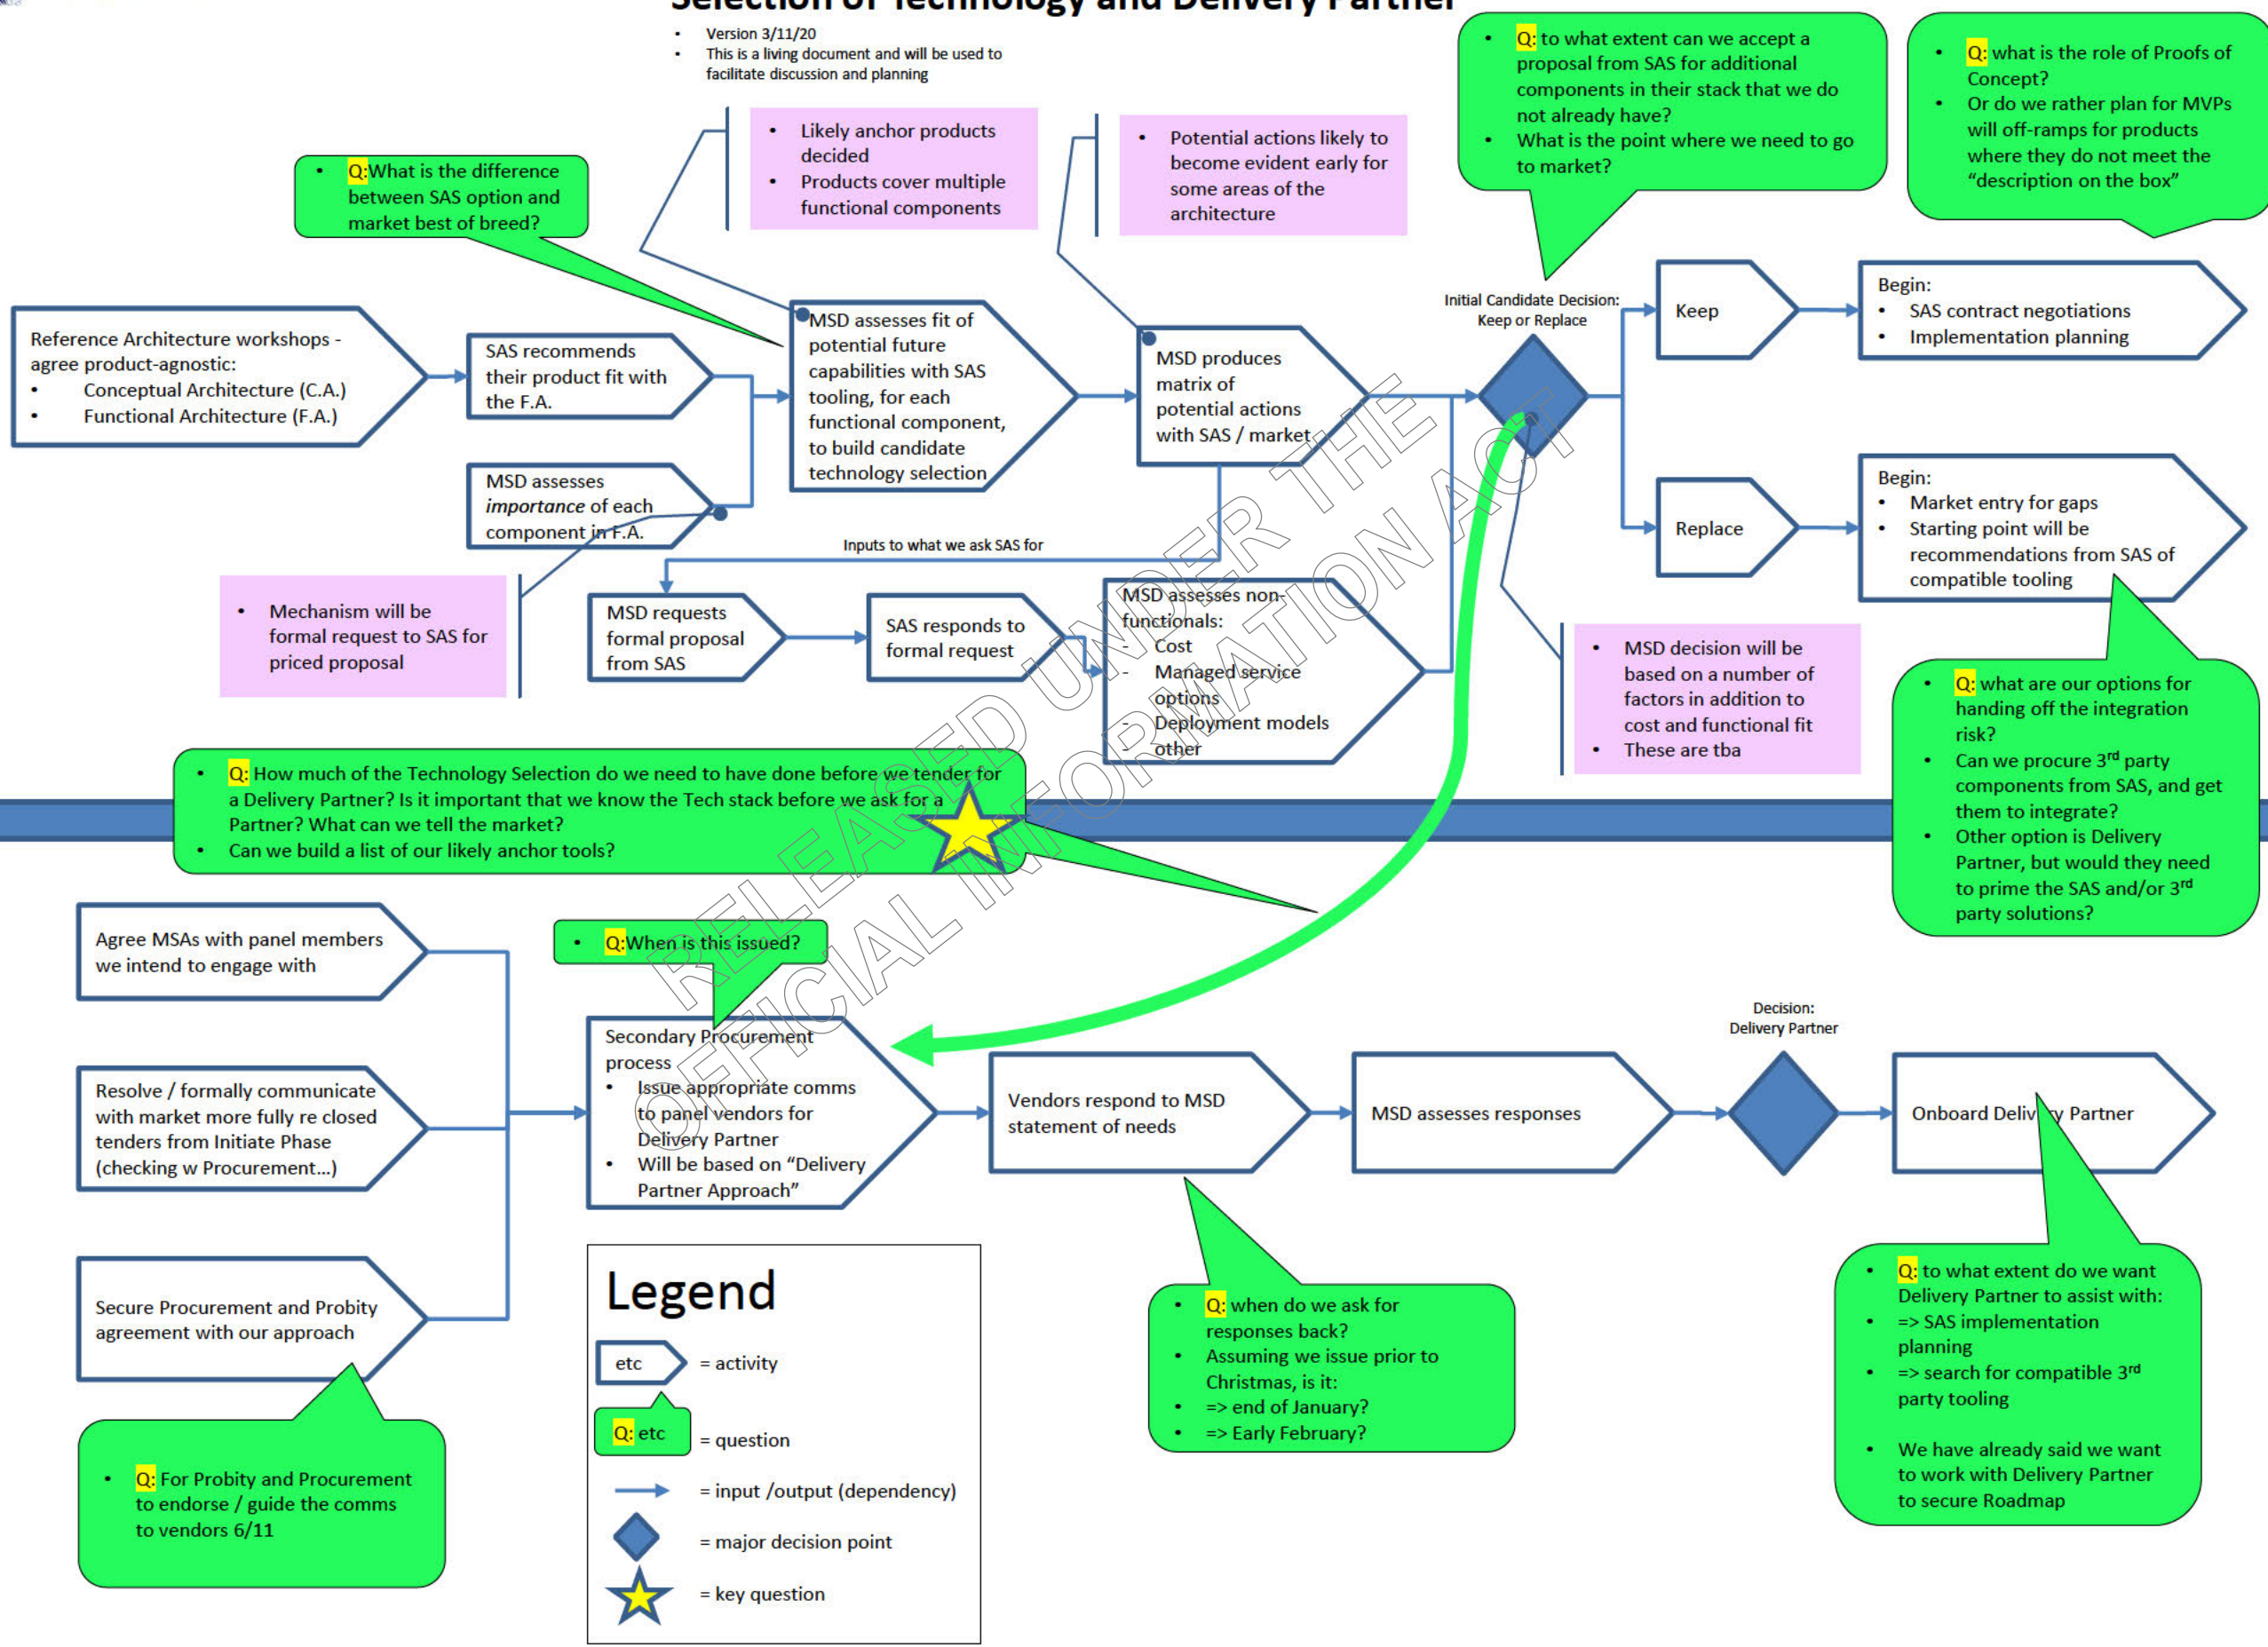 Selection of Technology and Delivery Partner
• Version 3/11/20
• This is a living document and will be used to
facilitate discussion and planning
• Q: to what extent can we accept a
proposal from SAS for additional
components in their stack that we do
not already have?
• What is the point where we need to go
to market?
• Q: what is the role of Proofs of
Concept?
• Or do we rather plan for MVPs
will off-ramps for products
where they do not meet the
“description on the box”
• Likely anchor products
decided
• Products cover multiple
functional components
• Potential actions likely to
become evident early for
some areas of the
architecture
• Q:What is the difference
between SAS option and
market best of breed?
Reference Architecture workshops -
agree product-agnostic:
• Conceptual Architecture (C.A.)
• Functional Architecture (F.A.)
SAS recommends
their product fit with
the F.A.
MSD assesses
importance of each
component in F.A.
MSD assesses fit of
potential future
capabilities with SAS
tooling, for each
functional component,
to build candidate
technology selection
MSD produces
matrix of
potential actions
with SAS / market
Initial Candidate Decision:
Keep or Replace
Keep
Begin:
• SAS contract negotiations
• Implementation planning
Replace
Begin:
• Market entry for gaps
• Starting point will be
recommendations from SAS of
compatible tooling
Inputs to what we ask SAS for
• Mechanism will be
formal request to SAS for
priced proposal
MSD requests
formal proposal
from SAS
SAS responds to
formal request
MSD assesses non-
functionals:
- Cost
- Managed service
options
- Deployment models
- other
• MSD decision will be
based on a number of
factors in addition to
cost and functional fit
• These are tba
• Q: what are our options for
handing off the integration
risk?
• Can we procure 3rd party
components from SAS, and get
them to integrate?
• Other option is Delivery
Partner, but would they need
to prime the SAS and/or 3rd
party solutions?
• Q: How much of the Technology Selection do we need to have done before we tender for
a Delivery Partner? Is it important that we know the Tech stack before we ask for a
Partner? What can we tell the market?
• Can we build a list of our likely anchor tools?
RELEASED UNDER THE
OFFICIAL INFORMATION ACT
Agree MSAs with panel members
we intend to engage with
Resolve / formally communicate
with market more fully re closed
tenders from Initiate Phase
(checking w Procurement...)
Secure Procurement and Probity
agreement with our approach
• Q:When is this issued?
Secondary Procurement
process
• Issue appropriate comms
to panel vendors for
Delivery Partner
• Will be based on “Delivery
Partner Approach”
Vendors respond to MSD
statement of needs
MSD assesses responses
Decision:
Delivery Partner
Onboard Delivery Partner
• Q: For Probity and Procurement
to endorse / guide the comms
to vendors 6/11
Legend
etc = activity
Q: etc = question
= input /output (dependency)
= major decision point
= key question
• Q: when do we ask for
responses back?
• Assuming we issue prior to
Christmas, is it:
• => end of January?
• => Early February?
• Q: to what extent do we want
Delivery Partner to assist with:
• => SAS implementation
planning
• => search for compatible 3rd
party tooling
• We have already said we want
to work with Delivery Partner
to secure Roadmap